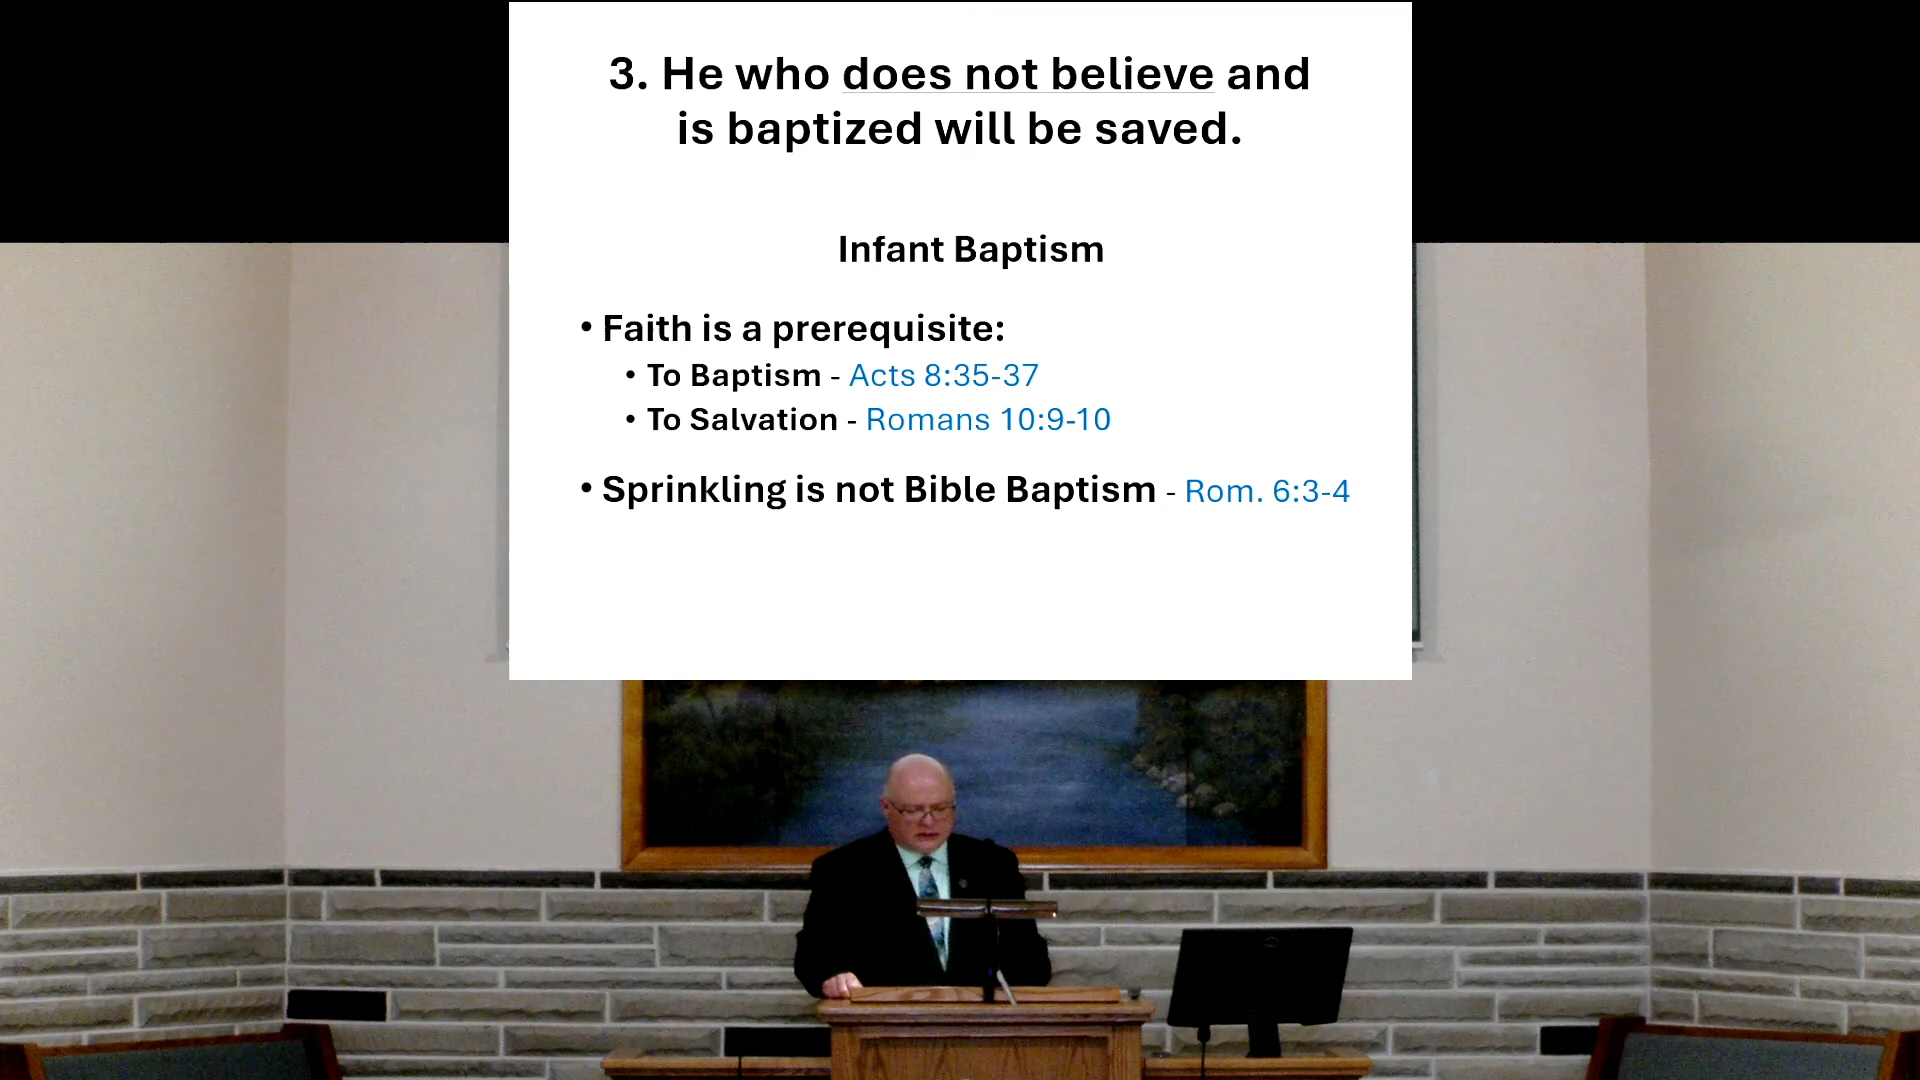 3. He who does not believe and
is baptized will be saved.
Infant Baptism
• Faith is a prerequisite:
• To Baptism - Acts 8:35-37
• To Salvation - Romans 10:9-10
• Sprinkling is not Bible Baptism - Rom. 6:3-4